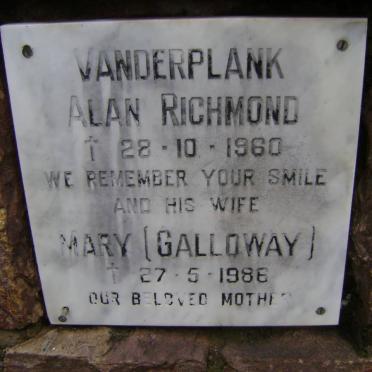 VANDERPLANK
ALAN RICHMOND
† 28-10-1960
WE REMEMBER YOUR SMILE
AND HIS WIFE
MARY (GALLOWAY)
† 27-5-1986
OUR BELOVED MOTHER